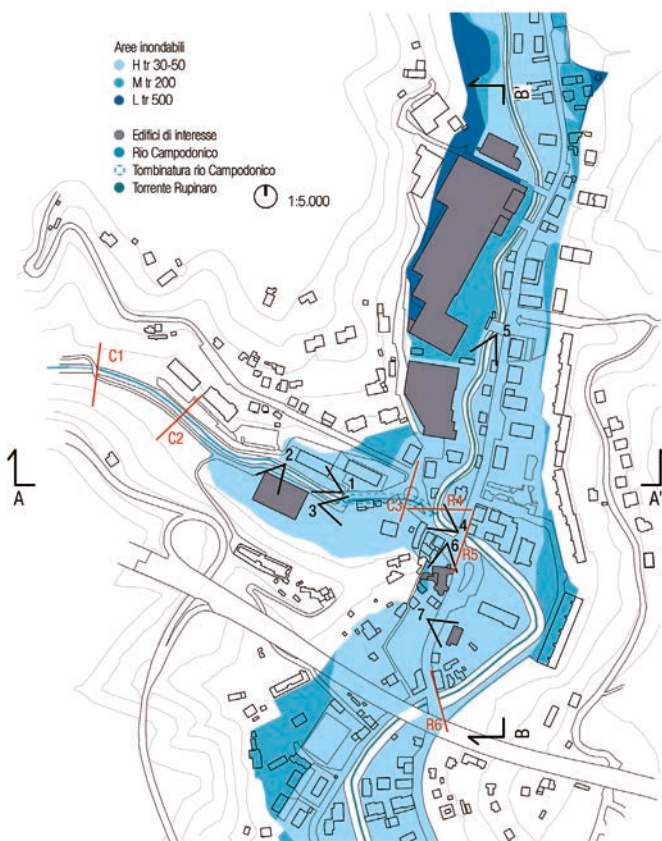 Aree inondabili
H tr 30-50
M tr 200
L tr 500
Edifici di interesse
Rio Campodonico
Tombinatura rio Campodonico
Torrente Rupinaro
1:5.000
B'
5
C1
C2
A
2
1
3
C3
R4
4
R5
6
A'
7
R6
B